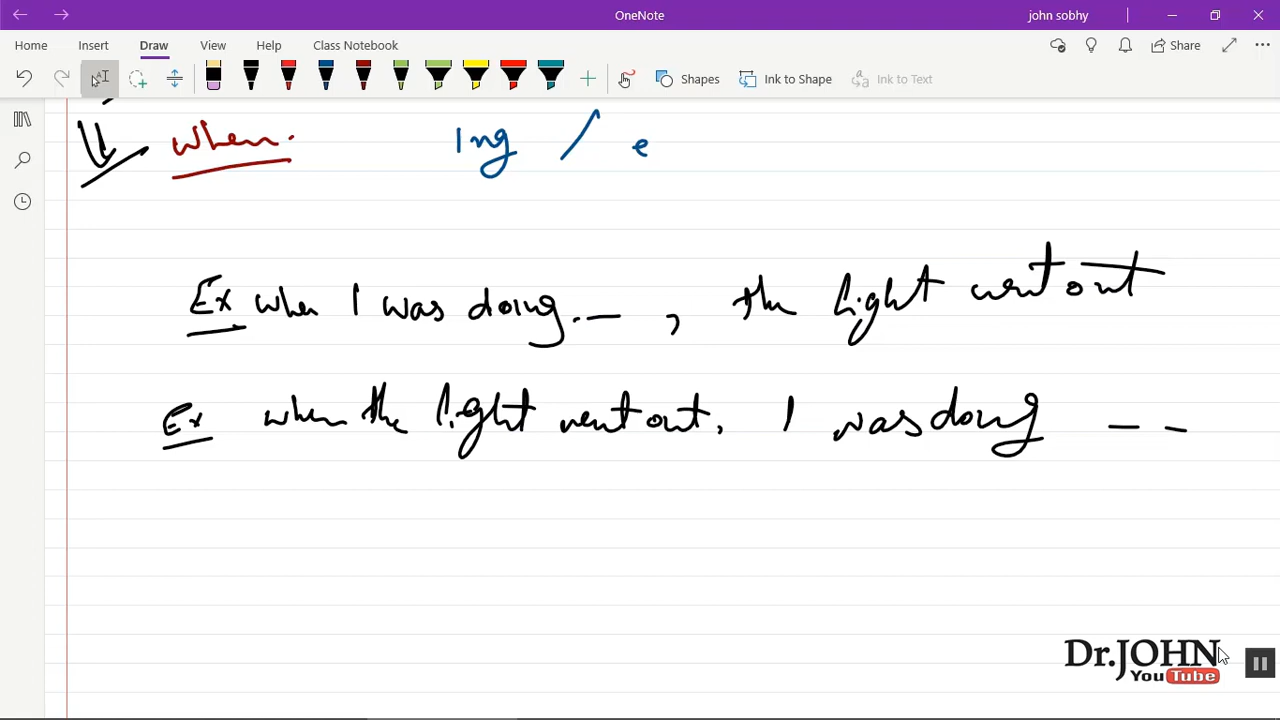 OneNote
john sobhy
Home Insert Draw View Help Class Notebook Share
Shapes Ink to Shape Ink to Text
when. ing / e
Ex when I was doing.— , the light went out
Ex when the light went out, I was doing — –
Dr.JOHN
YouTube